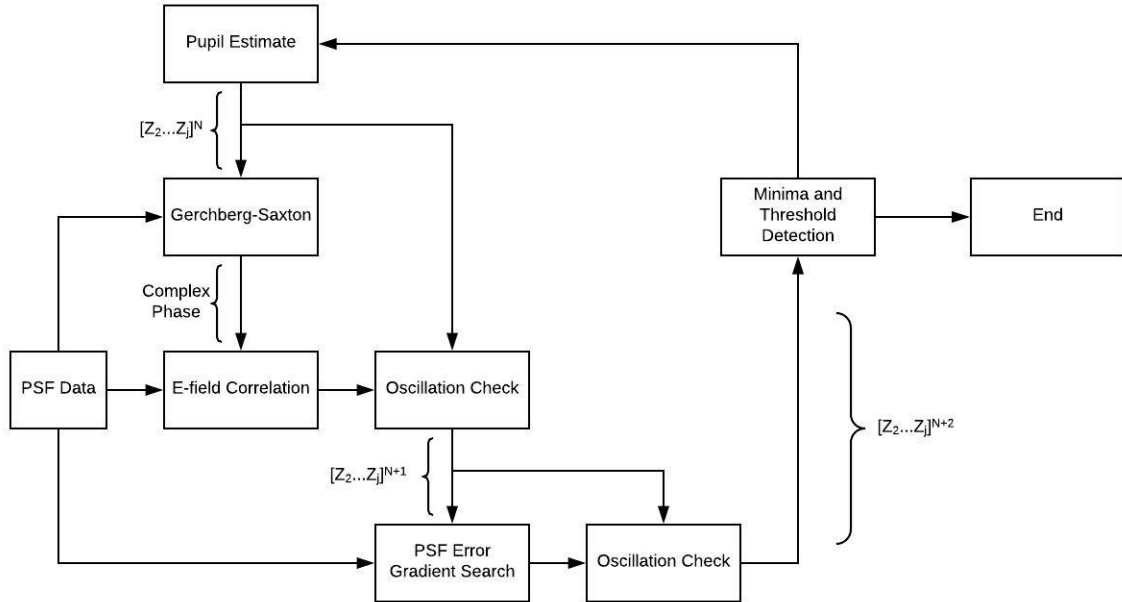 Pupil Estimate
[Z₂...Zⱼ]ᴺ
Gerchberg-Saxton
Minima and
Threshold
Detection
End
Complex
Phase
PSF Data
E-field Correlation
Oscillation Check
[Z₂...Zⱼ]ᴺ⁺²
[Z₂...Zⱼ]ᴺ⁺¹
PSF Error
Gradient Search
Oscillation Check